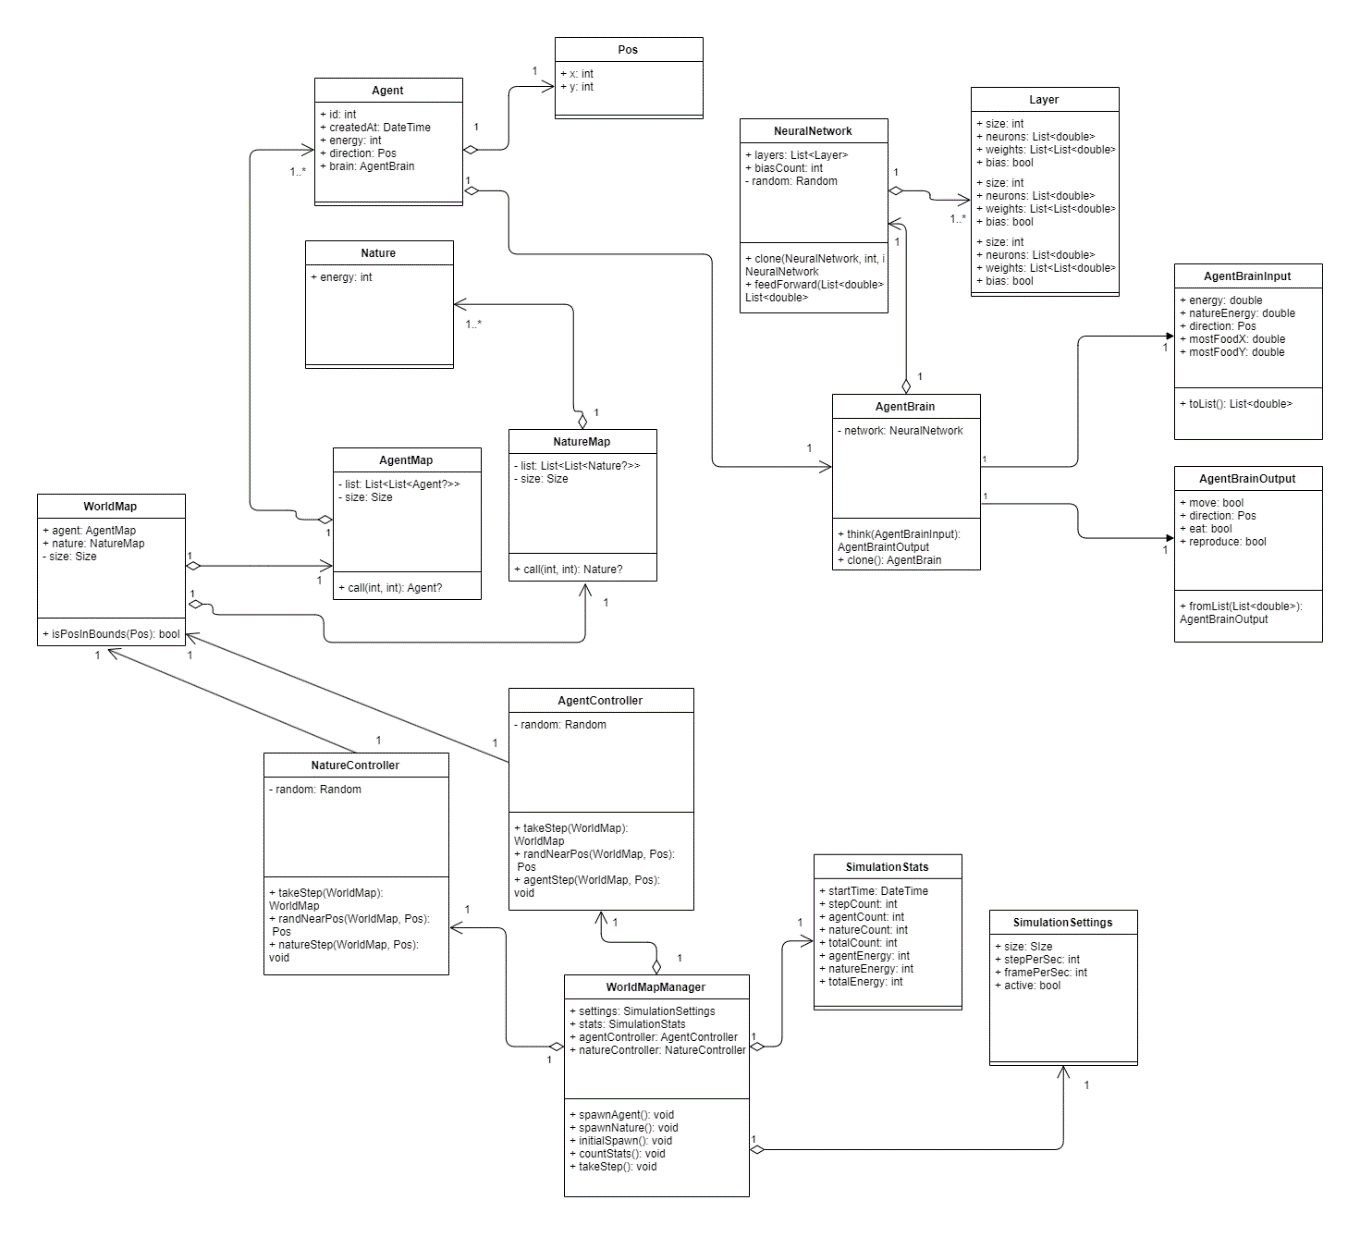 Pos
+ x: int
+ y: int
1
Agent
+ id: int
+ createdAt: DateTime
+ energy: int
+ direction: Pos
+ brain: AgentBrain
1
1
1..*
Layer
+ size: int
+ neurons: List<double>
+ weights: List<List<double>
+ bias: bool
+ size: int
+ neurons: List<double>
+ weights: List<List<double>
+ bias: bool
+ size: int
+ neurons: List<double>
+ weights: List<List<double>
+ bias: bool
NeuralNetwork
+ layers: List<Layer>
+ biasCount: int
- random: Random
+ clone(NeuralNetwork, int, i
NeuralNetwork
+ feedForward(List<double>
List<double>
1
1..*
1
Nature
+ energy: int
1..*
AgentBrainInput
+ energy: double
+ natureEnergy: double
+ direction: Pos
+ mostFoodX: double
+ mostFoodY: double
+ toList(): List<double>
1
1
AgentBrain
- network: NeuralNetwork
+ think(AgentBrainInput):
AgentBraintOutput
+ clone(): AgentBrain
1
1
1
AgentBrainOutput
+ move: bool
+ direction: Pos
+ eat: bool
+ reproduce: bool
+ fromList(List<double>):
AgentBrainOutput
1
1
NatureMap
- list: List<List<Nature?>>
- size: Size
+ call(int, int): Nature?
1
AgentMap
- list: List<List<Agent?>>
- size: Size
+ call(int, int): Agent?
1
1
WorldMap
+ agent: AgentMap
+ nature: NatureMap
- size: Size
+ isPosInBounds(Pos): bool
1
1
1
1
AgentController
- random: Random
+ takeStep(WorldMap):
WorldMap
+ randNearPos(WorldMap, Pos):
Pos
+ agentStep(WorldMap, Pos):
void
1
1
NatureController
- random: Random
+ takeStep(WorldMap):
WorldMap
+ randNearPos(WorldMap, Pos):
Pos
+ natureStep(WorldMap, Pos):
void
1
1
SimulationStats
+ startTime: DateTime
+ stepCount: int
+ agentCount: int
+ natureCount: int
+ totalCount: int
+ agentEnergy: int
+ natureEnergy: int
+ totalEnergy: int
1
SimulationSettings
+ size: SIze
+ stepPerSec: int
+ framePerSec: int
+ active: bool
1
1
WorldMapManager
+ settings: SimulationSettings
+ stats: SimulationStats
+ agentController: AgentController
+ natureController: NatureController
+ spawnAgent(): void
+ spawnNature(): void
+ initialSpawn(): void
+ countStats(): void
+ takeStep(): void
1
1
1